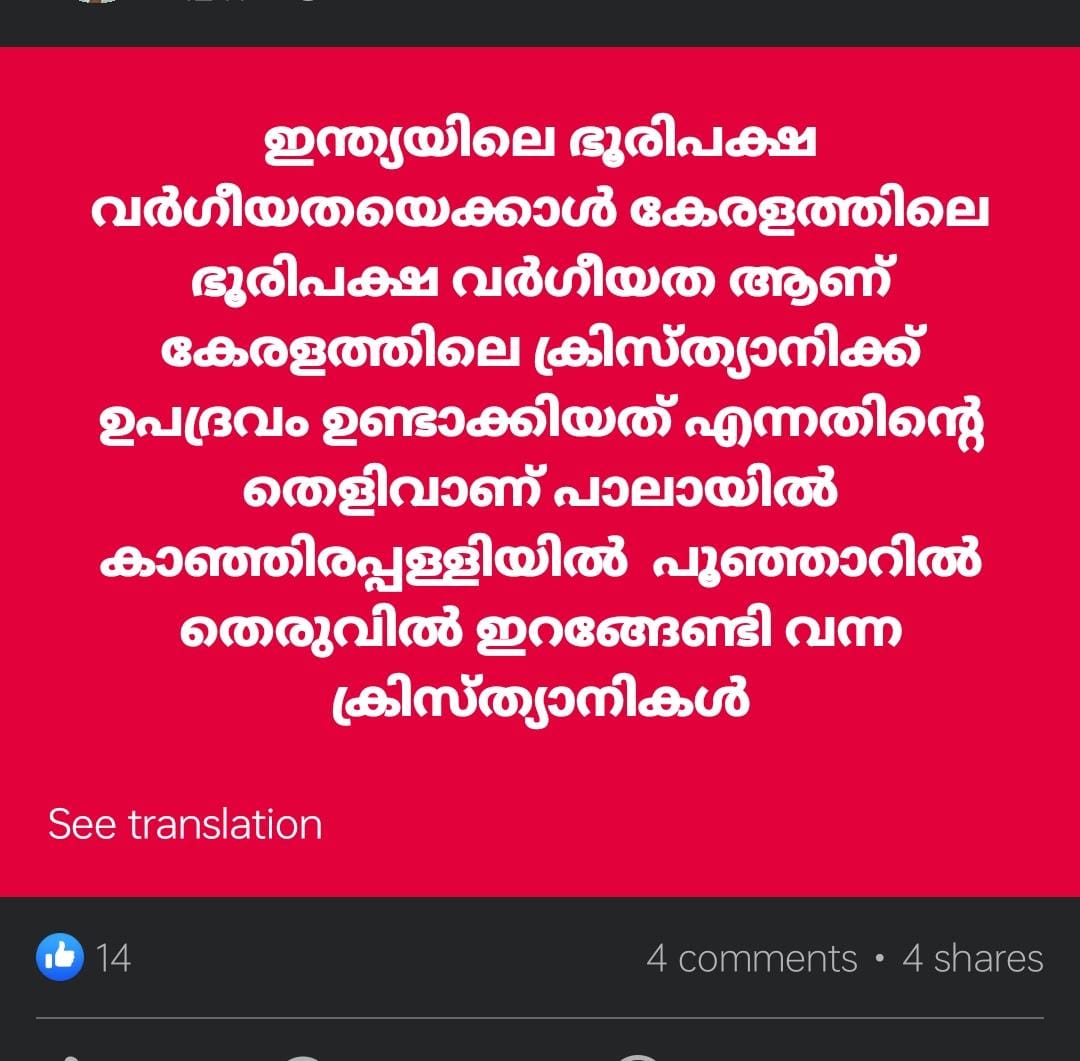 ഇന്ത്യയിലെ ഭൂരിപക്ഷ
വർഗീയതയെക്കാൾ കേരളത്തിലെ
ഭൂരിപക്ഷ വർഗീയത ആണ്
കേരളത്തിലെ ക്രിസ്ത്യാനിക്ക്
ഉപദ്രവം ഉണ്ടാക്കിയത് എന്നതിന്റെ
തെളിവാണ് പാലായിൽ
കാഞ്ഞിരപ്പള്ളിയിൽ പൂഞ്ഞാറിൽ
തെരുവിൽ ഇറങ്ങേണ്ടി വന്ന
ക്രിസ്ത്യാനികൾ
See translation
14
4 comments • 4 shares